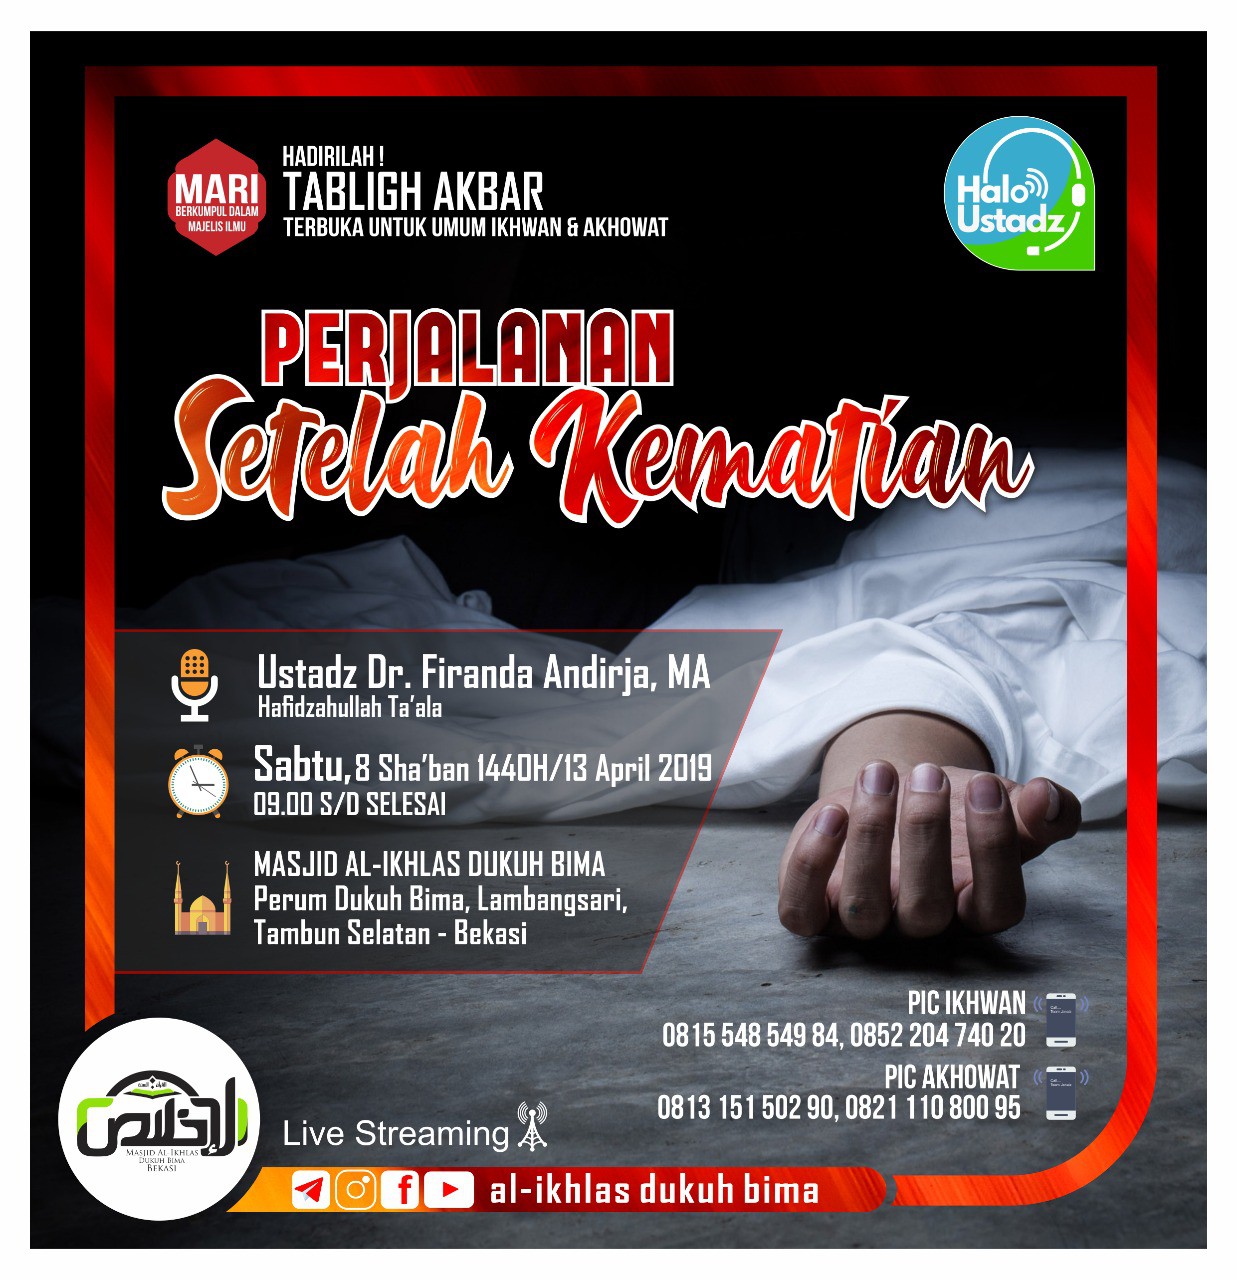 MARI
BERKUMPUL DALAM
MAJELIS ILMU
HADIRILAH !
TABLIGH AKBAR
TERBUKA UNTUK UMUM IKHWAN & AKHOWAT
Halo
Ustadz
PERJALANAN
Setelah Kematian
Ustadz Dr. Firanda Andirja, MA
Hafidzahullah Ta'ala
Sabtu, 8 Sha'ban 1440H/13 April 2019
09.00 S/D SELESAI
MASJID AL-IKHLAS DUKUH BIMA
Perum Dukuh Bima, Lambangsari,
Tambun Selatan - Bekasi
PIC IKHWAN
0815 548 549 84, 0852 204 740 20
PIC AKHOWAT
0813 151 502 90, 0821 110 800 95
الإخلاص
MASJID AL IKHLAS
DUKUH BIMA
BEKASI
Live Streaming
al-ikhlas dukuh bima